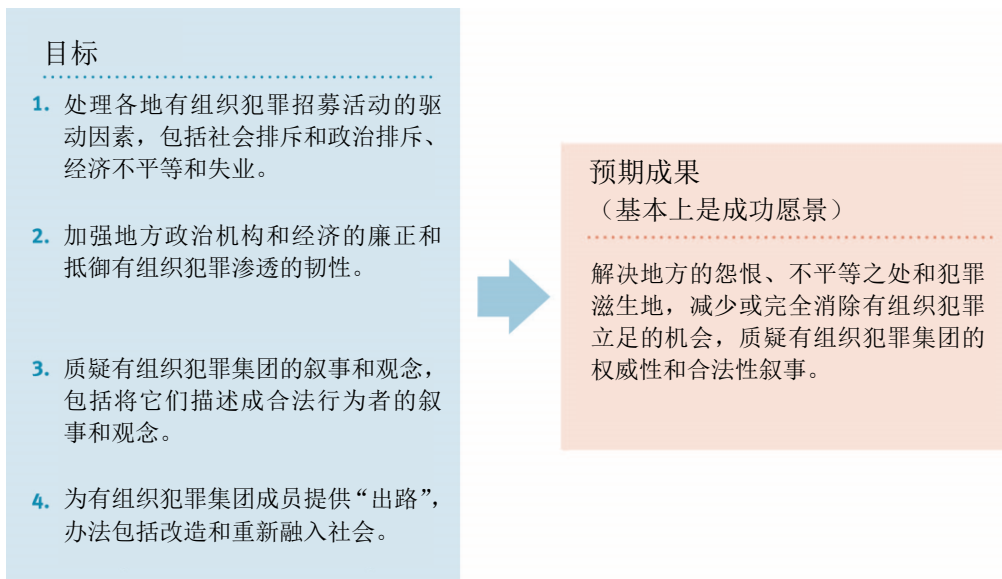 目标
1. 处理各地有组织犯罪招募活动的驱
动因素，包括社会排斥和政治排斥、
经济不平等和失业。
2. 加强地方政治机构和经济的廉正和
抵御有组织犯罪渗透的韧性。
3. 质疑有组织犯罪集团的叙事和观念，
包括将它们描述成合法行为者的叙
事和观念。
4. 为有组织犯罪集团成员提供“出路”，
办法包括改造和重新融入社会。
预期成果
（基本上是成功愿景）
解决地方的怨恨、不平等之处和犯罪
滋生地，减少或完全消除有组织犯罪
立足的机会，质疑有组织犯罪集团的
权威性和合法性叙事。